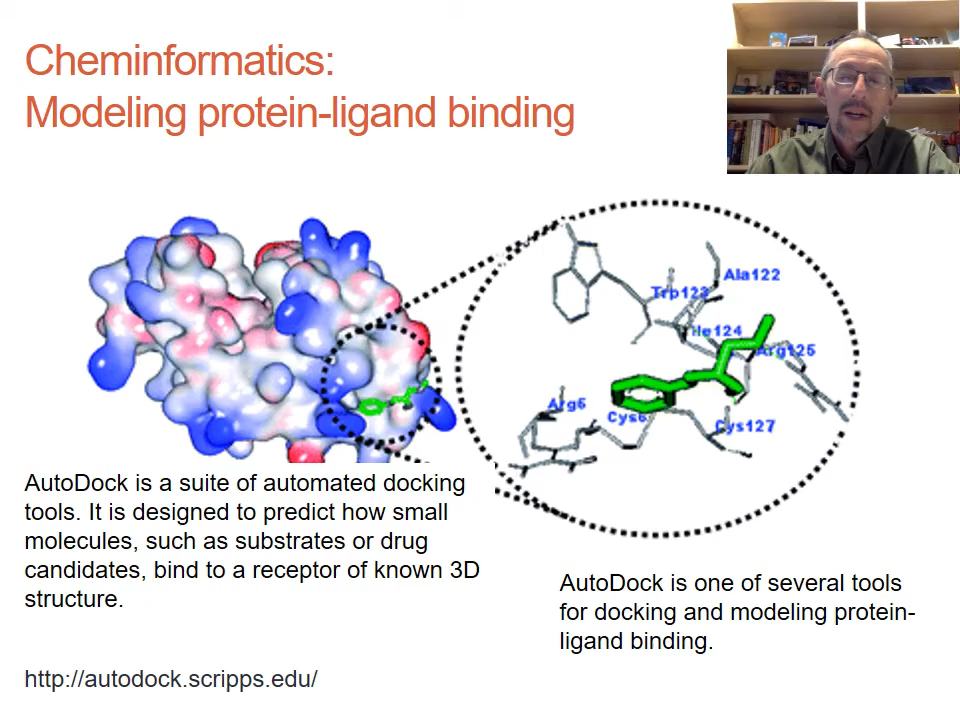 Cheminformatics:
Modeling protein-ligand binding
Ala122
Trp123
Ile124
Arg125
Arg5
Cys6
Cys127
AutoDock is a suite of automated docking
tools. It is designed to predict how small
molecules, such as substrates or drug
candidates, bind to a receptor of known 3D
structure.
AutoDock is one of several tools
for docking and modeling protein-
ligand binding.
http://autodock.scripps.edu/